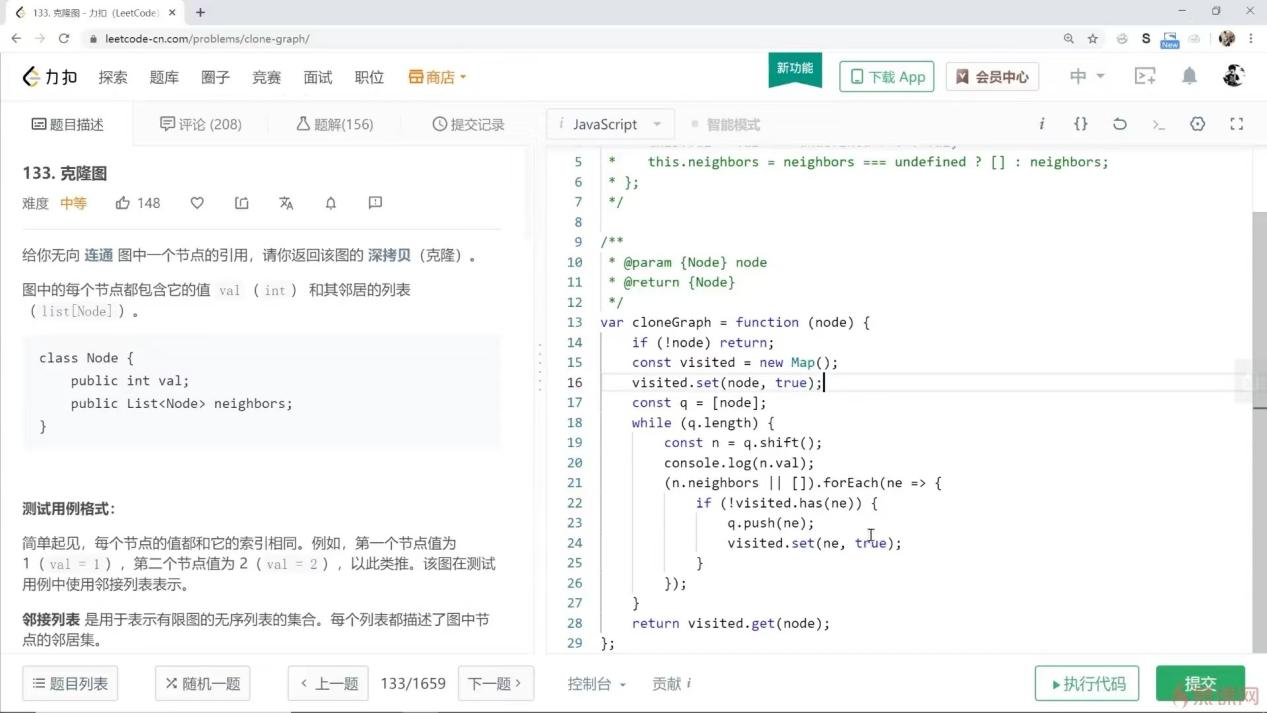 133. 克隆图 - 力扣 (LeetCode)
leetcode-cn.com/problems/clone-graph/
S
New
力扣 探索 题库 圈子 竞赛 面试 职位 商店
新功能
下载 App
会员中心
中
题目描述
评论 (208)
题解(156)
提交记录
i JavaScript
智能模式
i {} >_
133. 克隆图
难度 中等 148
给你无向 连通 图中一个节点的引用，请你返回该图的 深拷贝（克隆）。
图中的每个节点都包含它的值 val （ int ） 和其邻居的列表
（ list[Node] ）。
class Node {
public int val;
public List<Node> neighbors;
}
测试用例格式：
简单起见，每个节点的值都和它的索引相同。例如，第一个节点值为
1（ val = 1 ），第二个节点值为 2（ val = 2 ），以此类推。该图在测试
用例中使用邻接列表表示。
邻接列表 是用于表示有限图的无序列表的集合。每个列表都描述了图中节
点的邻居集。
5 * this.neighbors = neighbors === undefined ? [] : neighbors;
6 * };
7 */
8
9 /**
10 * @param {Node} node
11 * @return {Node}
12 */
13 var cloneGraph = function (node) {
14 if (!node) return;
15 const visited = new Map();
16 visited.set(node, true);
17 const q = [node];
18 while (q.length) {
19 const n = q.shift();
20 console.log(n.val);
21 (n.neighbors || []).forEach(ne => {
22 if (!visited.has(ne)) {
23 q.push(ne);
24 visited.set(ne, true);
25 }
26 });
27 }
28 return visited.get(node);
29 };
题目列表
随机一题
上一题
133/1659
下一题
控制台
贡献 i
执行代码
提交
慕课网